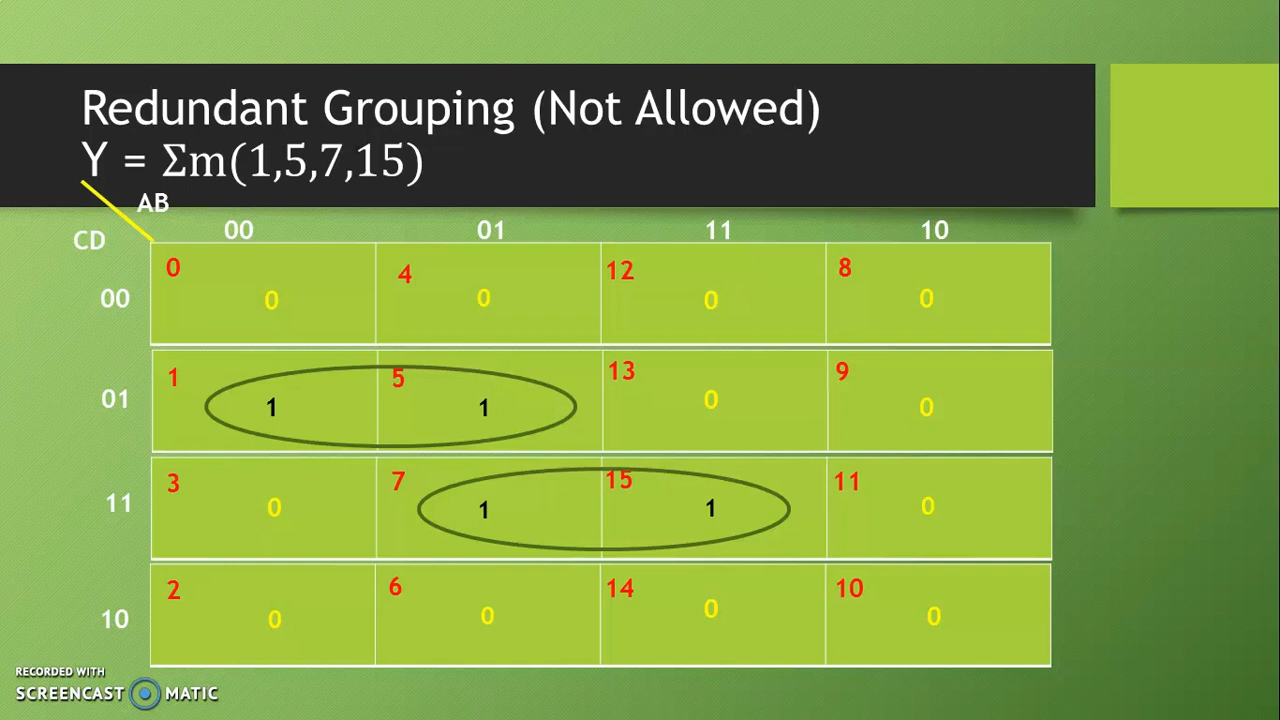 Redundant Grouping (Not Allowed)
Y = Σm(1,5,7,15)
AB
CD
00 01 11 10
0 4 12 8
00 0 0 0 0
1 5 13 9
01 1 1 0 0
3 7 15 11
11 0 1 1 0
2 6 14 10
10 0 0 0 0
RECORDED WITH
SCREENCAST MATIC